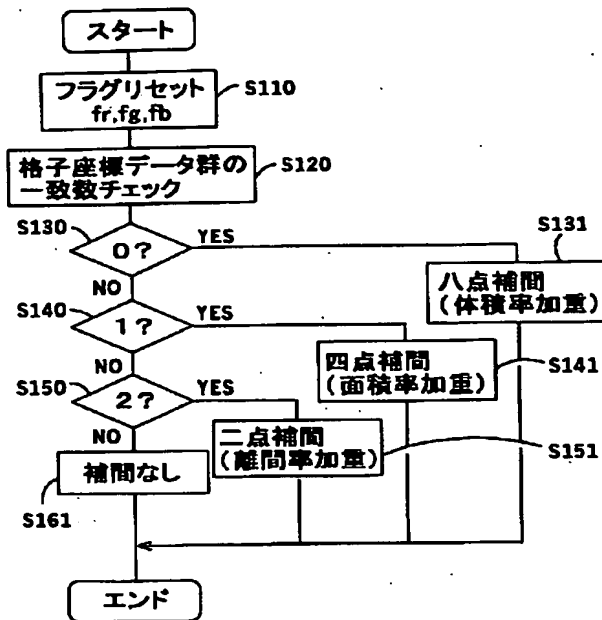 スタート
フラグリセット
fr,fg,fb
S110
格子座標データ群の
一致数チェック
S120
S130
0?
YES
NO
S131
八点補間
(体積率加重)
S140
1?
YES
NO
四点補間
(面積率加重)
S141
S150
2?
YES
NO
二点補間
(離間率加重)
S151
補間なし
S161
エンド